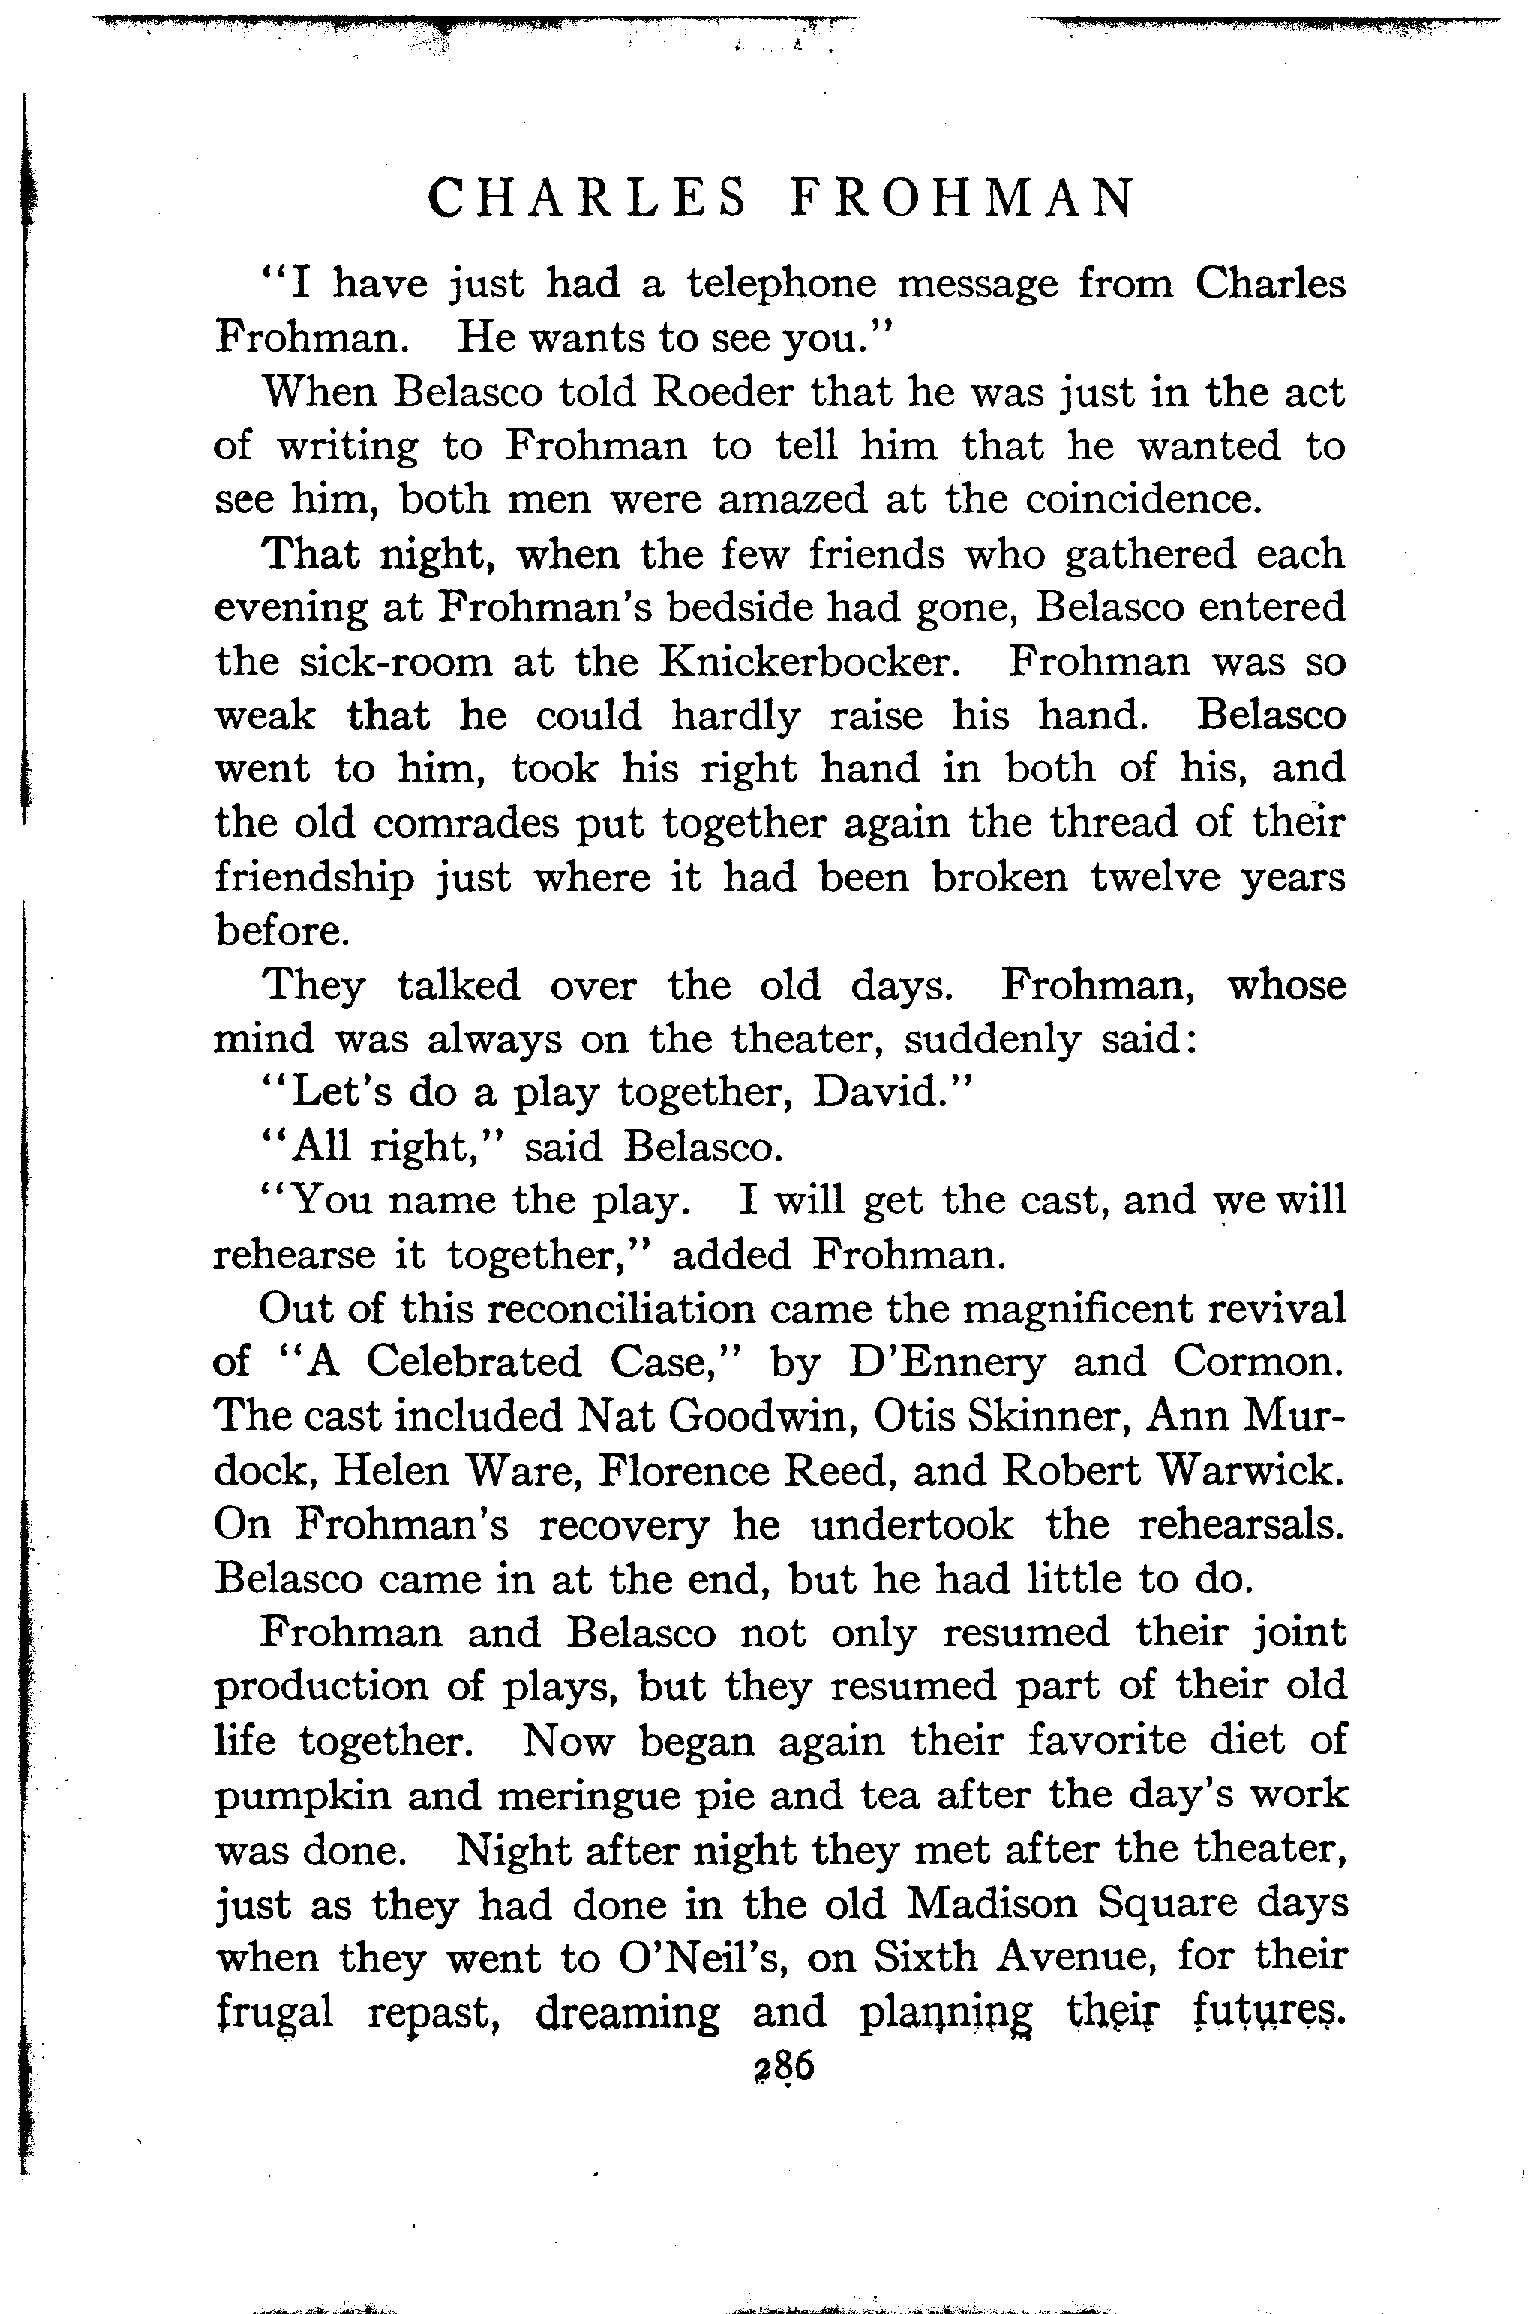 CHARLES FROHMAN
"I have just had a telephone message from Charles
Frohman. He wants to see you."
When Belasco told Roeder that he was just in the act
of writing to Frohman to tell him that he wanted to
see him, both men were amazed at the coincidence.
That night, when the few friends who gathered each
evening at Frohman's bedside had gone, Belasco entered
the sick-room at the Knickerbocker. Frohman was so
weak that he could hardly raise his hand. Belasco
went to him, took his right hand in both of his, and
the old comrades put together again the thread of their
friendship just where it had been broken twelve years
before.
They talked over the old days. Frohman, whose
mind was always on the theater, suddenly said:
"Let's do a play together, David."
"All right," said Belasco.
"You name the play. I will get the cast, and we will
rehearse it together," added Frohman.
Out of this reconciliation came the magnificent revival
of "A Celebrated Case," by D'Ennery and Cormon.
The cast included Nat Goodwin, Otis Skinner, Ann Mur-
dock, Helen Ware, Florence Reed, and Robert Warwick.
On Frohman's recovery he undertook the rehearsals.
Belasco came in at the end, but he had little to do.
Frohman and Belasco not only resumed their joint
production of plays, but they resumed part of their old
life together. Now began again their favorite diet of
pumpkin and meringue pie and tea after the day's work
was done. Night after night they met after the theater,
just as they had done in the old Madison Square days
when they went to O'Neil's, on Sixth Avenue, for their
frugal repast, dreaming and planning their futures.
286